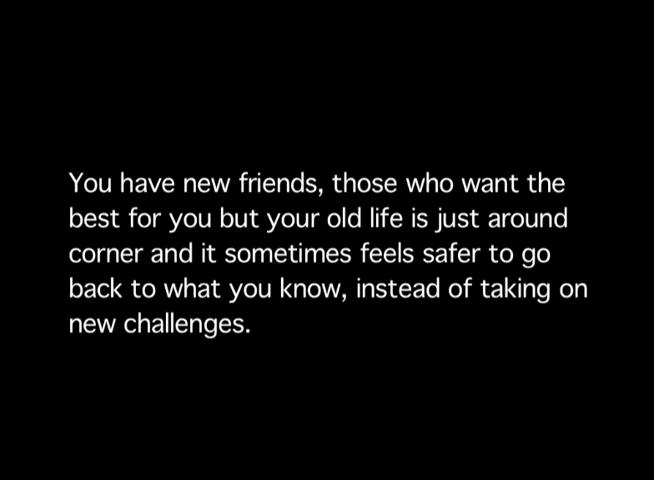 You have new friends, those who want the
best for you but your old life is just around
corner and it sometimes feels safer to go
back to what you know, instead of taking on
new challenges.